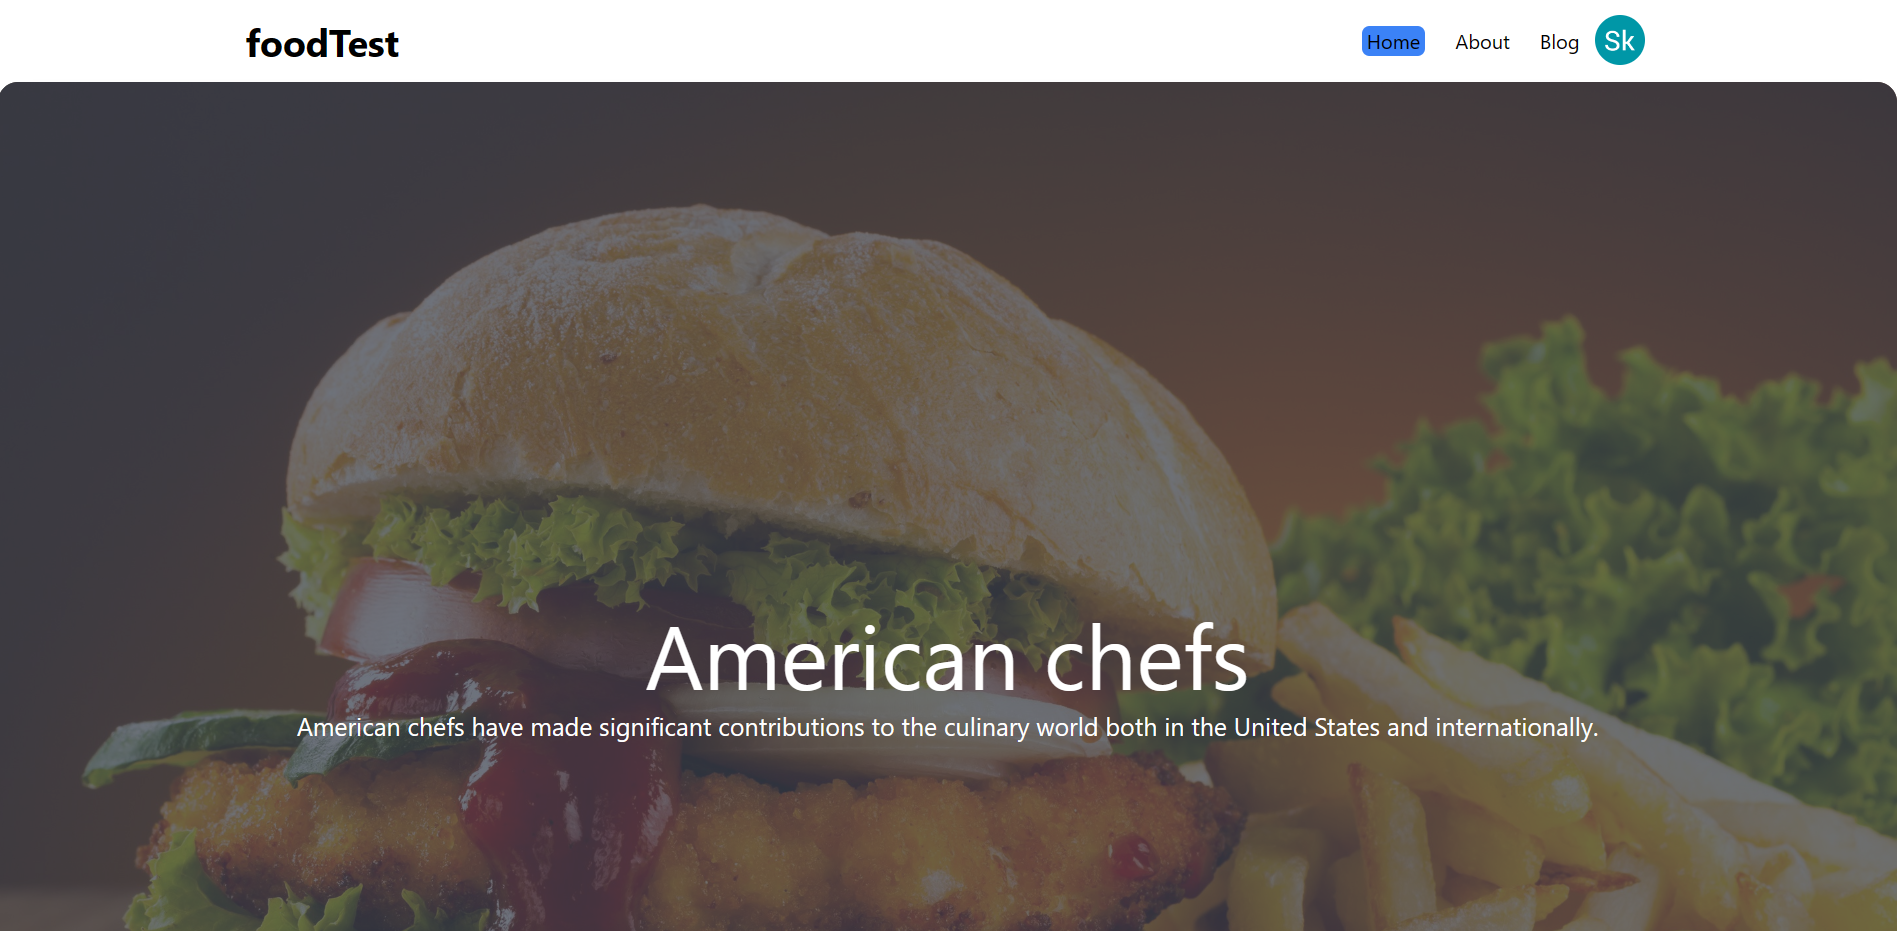 foodTest
Home About Blog Sk
American chefs
American chefs have made significant contributions to the culinary world both in the United States and internationally.